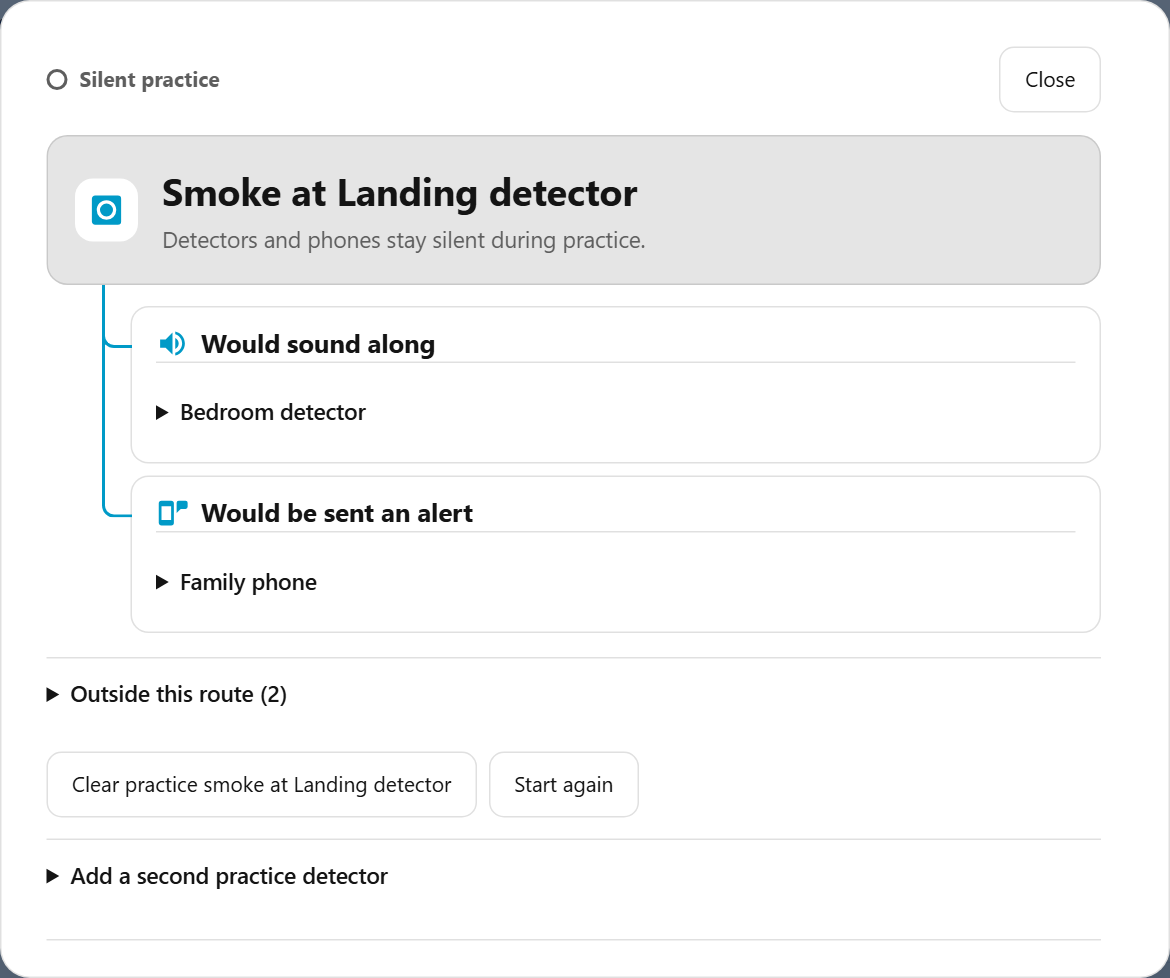 Silent practice
Close
Smoke at Landing detector
Detectors and phones stay silent during practice.
Would sound along
Bedroom detector
Would be sent an alert
Family phone
Outside this route (2)
Clear practice smoke at Landing detector
Start again
Add a second practice detector